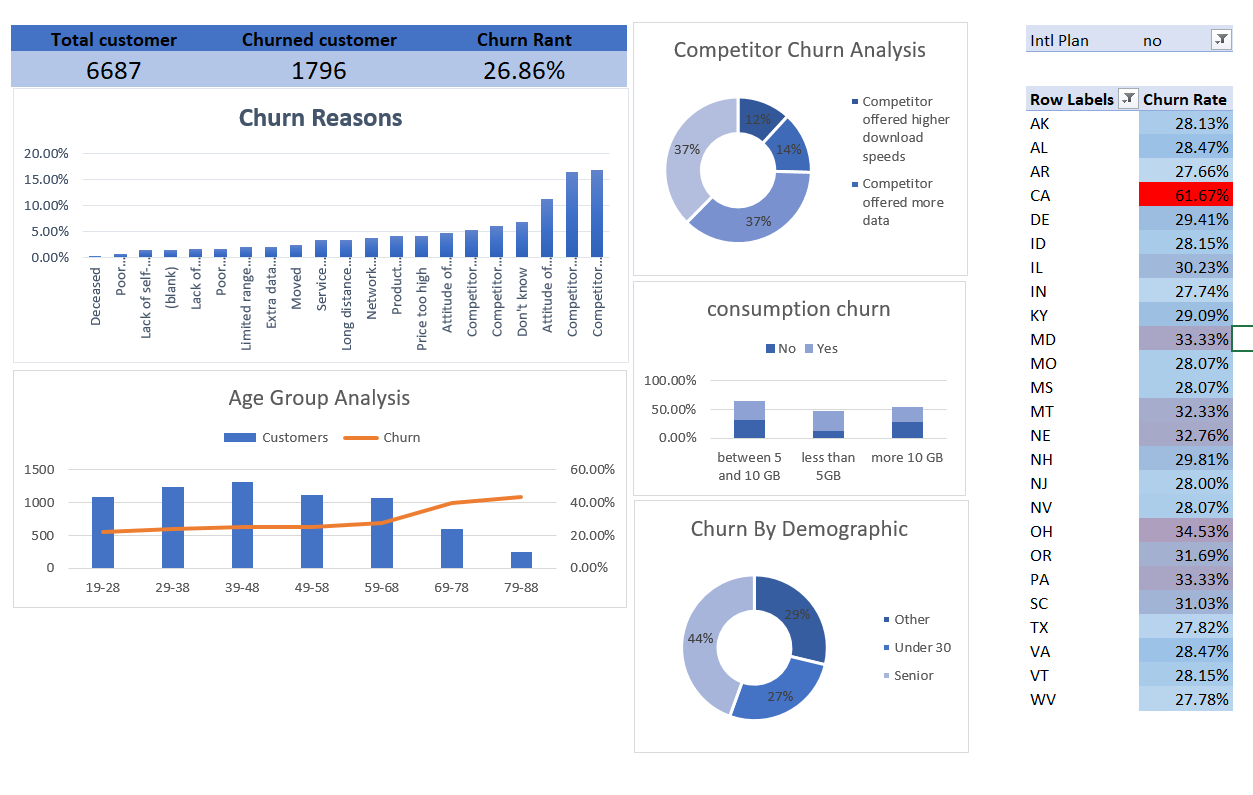 Total customer Churned customer Churn Rant
6687 1796 26.86%
Churn Reasons
20.00%
15.00%
10.00%
5.00%
0.00%
Deceased
Poor...
Lack of self-...
(blank)
Lack of...
Poor...
Limited range...
Extra data...
Moved
Service...
Long distance...
Network...
Product...
Price too high
Attitude of...
Competitor...
Competitor...
Don't know
Attitude of...
Competitor...
Competitor...
Age Group Analysis
Customers Churn
1500 60.00%
1000 40.00%
500 20.00%
0 0.00%
19-28 29-38 39-48 49-58 59-68 69-78 79-88
Competitor Churn Analysis
12%
14%
37%
37%
Competitor
offered higher
download
speeds
Competitor
offered more
data
consumption churn
No Yes
100.00%
50.00%
0.00%
between 5 less than more 10 GB
and 10 GB 5GB
Churn By Demographic
29%
44%
27%
Other
Under 30
Senior
Intl Plan no
Row Labels Churn Rate
AK 28.13%
AL 28.47%
AR 27.66%
CA 61.67%
DE 29.41%
ID 28.15%
IL 30.23%
IN 27.74%
KY 29.09%
MD 33.33%
MO 28.07%
MS 28.07%
MT 32.33%
NE 32.76%
NH 29.81%
NJ 28.00%
NV 28.07%
OH 34.53%
OR 31.69%
PA 33.33%
SC 31.03%
TX 27.82%
VA 28.47%
VT 28.15%
WV 27.78%